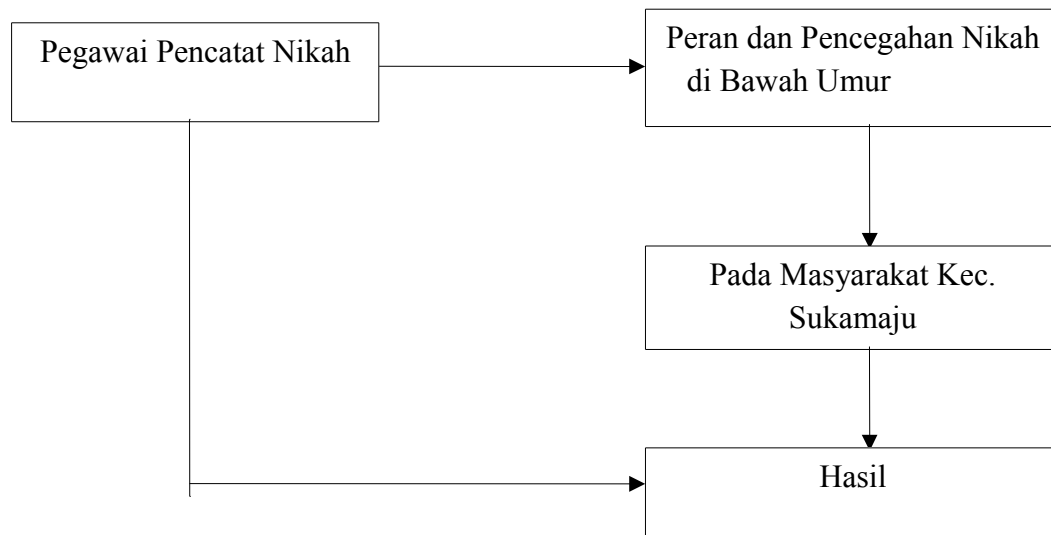 Pegawai Pencatat Nikah
Peran dan Pencegahan Nikah
di Bawah Umur
Pada Masyarakat Kec.
Sukamaju
Hasil